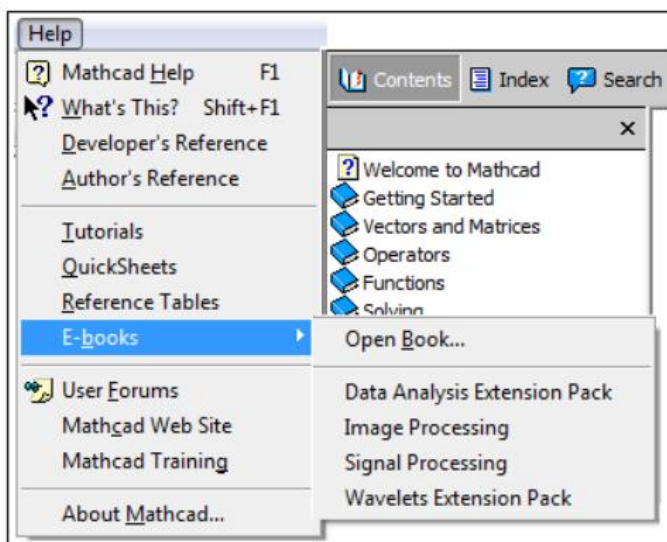 Help
Mathcad Help F1
What's This? Shift+F1
Developer's Reference
Author's Reference
Tutorials
QuickSheets
Reference Tables
E-books
User Forums
Mathcad Web Site
Mathcad Training
About Mathcad...
Contents Index Search
Welcome to Mathcad
Getting Started
Vectors and Matrices
Operators
Functions
Solving
Open Book...
Data Analysis Extension Pack
Image Processing
Signal Processing
Wavelets Extension Pack